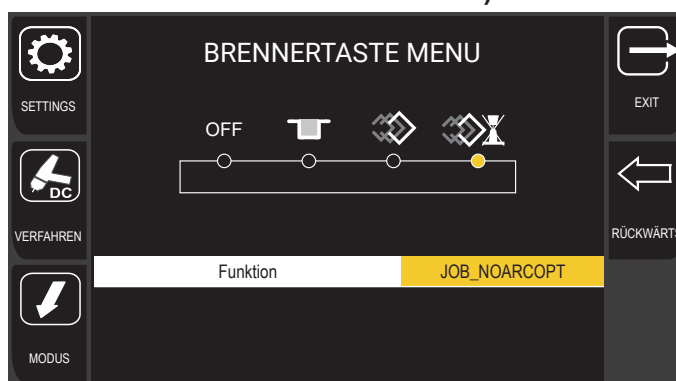 BRENNERTASTE MENU
SETTINGS
EXIT
OFF
DC
VERFAHREN
RÜCKWÄRTS
Funktion JOB_NOARCOPT
MODUS